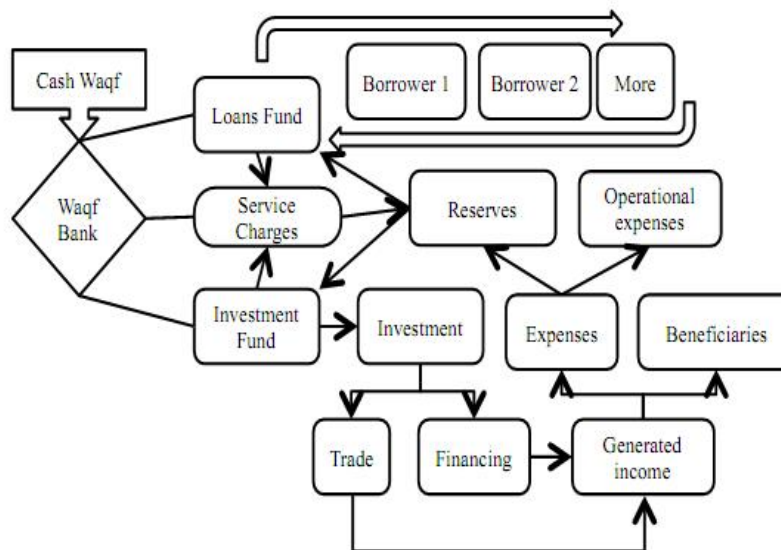 Cash Waqf
Loans Fund
Borrower 1
Borrower 2
More
Waqf
Bank
Service
Charges
Reserves
Operational
expenses
Investment
Fund
Investment
Expenses
Beneficiaries
Trade
Financing
Generated
income